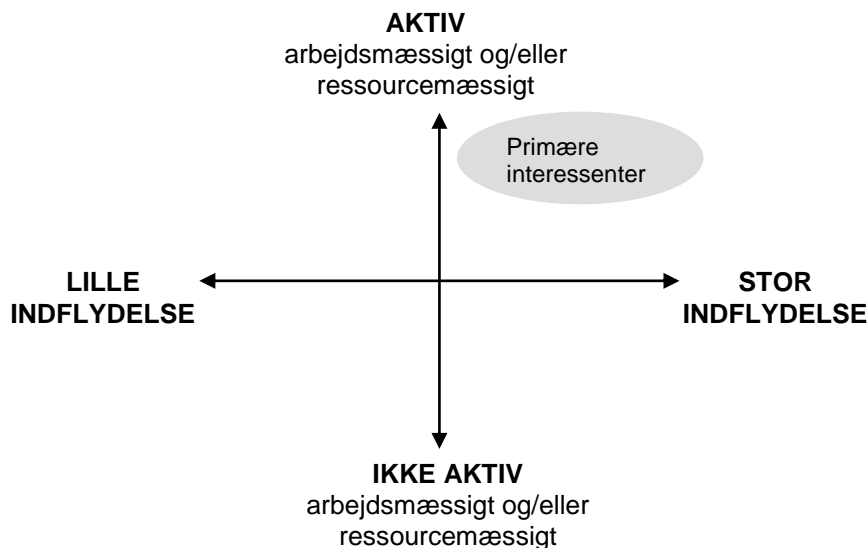 AKTIV
arbejdsmæssigt og/eller
ressourcemæssigt
Primære
interessenter
LILLE
INDFLYDELSE
STOR
INDFLYDELSE
IKKE AKTIV
arbejdsmæssigt og/eller
ressourcemæssigt